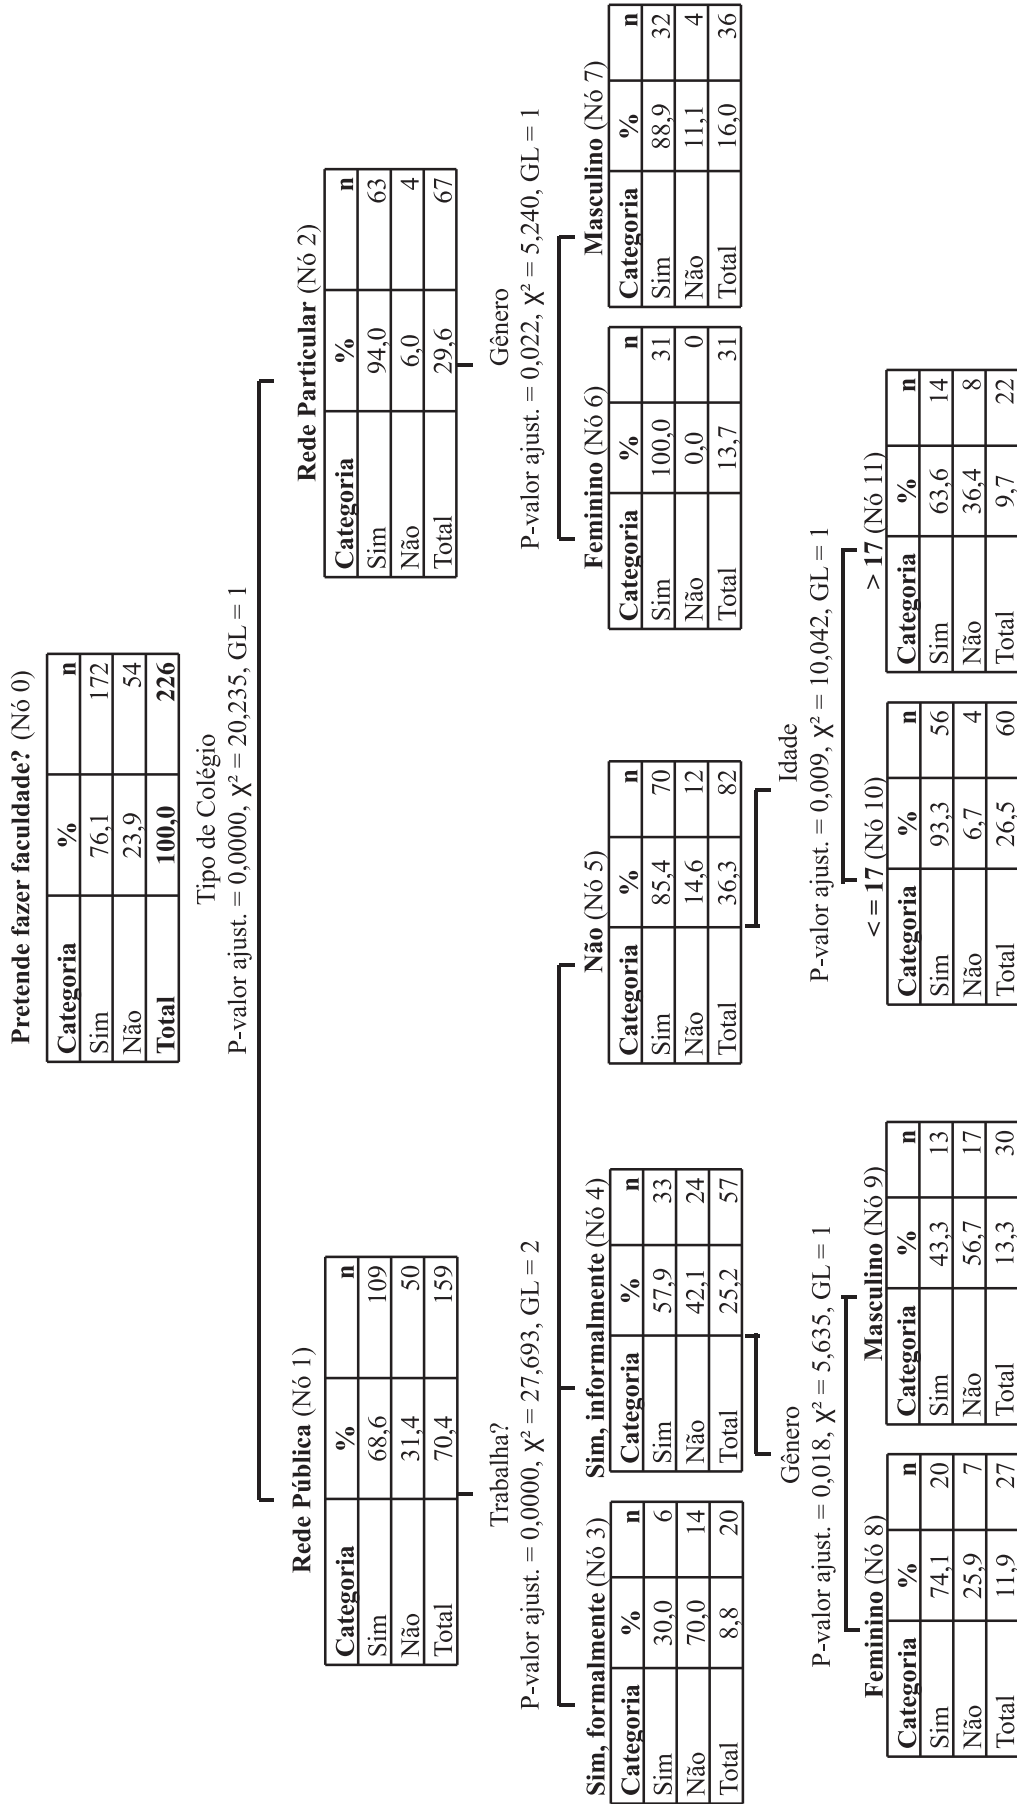 Pretende fazer faculdade? (Nó 0)
Categoria % n
Sim 76,1 172
Não 23,9 54
Total 100,0 226
Tipo de Colégio
P-valor ajust. = 0,0000, χ² = 20,235, GL = 1
Rede Pública (Nó 1)
Categoria % n
Sim 68,6 109
Não 31,4 50
Total 70,4 159
Rede Particular (Nó 2)
Categoria % n
Sim 94,0 63
Não 6,0 4
Total 29,6 67
Trabalha?
P-valor ajust. = 0,0000, χ² = 27,693, GL = 2
Gênero
P-valor ajust. = 0,022, χ² = 5,240, GL = 1
Sim, formalmente (Nó 3)
Categoria % n
Sim 30,0 6
Não 70,0 14
Total 8,8 20
Sim, informalmente (Nó 4)
Categoria % n
Sim 57,9 33
Não 42,1 24
Total 25,2 57
Não (Nó 5)
Categoria % n
Sim 85,4 70
Não 14,6 12
Total 36,3 82
Feminino (Nó 6)
Categoria % n
Sim 100,0 31
Não 0,0 0
Total 13,7 31
Masculino (Nó 7)
Categoria % n
Sim 88,9 32
Não 11,1 4
Total 16,0 36
Gênero
P-valor ajust. = 0,018, χ² = 5,635, GL = 1
Idade
P-valor ajust. = 0,009, χ² = 10,042, GL = 1
Feminino (Nó 8)
Categoria % n
Sim 74,1 20
Não 25,9 7
Total 11,9 27
Masculino (Nó 9)
Categoria % n
Sim 43,3 13
Não 56,7 17
Total 13,3 30
< = 17 (Nó 10)
Categoria % n
Sim 93,3 56
Não 6,7 4
Total 26,5 60
> 17 (Nó 11)
Categoria % n
Sim 63,6 14
Não 36,4 8
Total 9,7 22